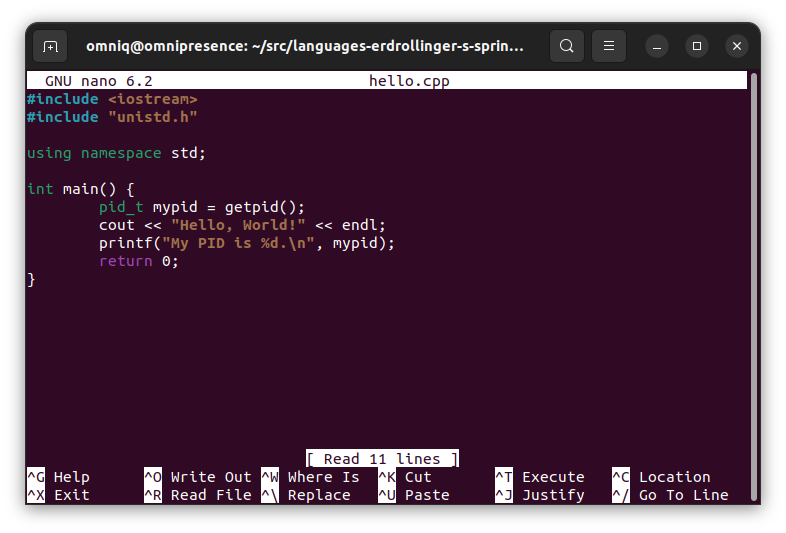 omniq@omnipresence: ~/src/languages-erdrollinger-s-sprin...
GNU nano 6.2 hello.cpp
#include <iostream>
#include "unistd.h"

using namespace std;

int main() {
        pid_t mypid = getpid();
        cout << "Hello, World!" << endl;
        printf("My PID is %d.\n", mypid);
        return 0;
}
[ Read 11 lines ]
^G Help ^O Write Out ^W Where Is ^K Cut ^T Execute ^C Location
^X Exit ^R Read File ^\ Replace ^U Paste ^J Justify ^/ Go To Line